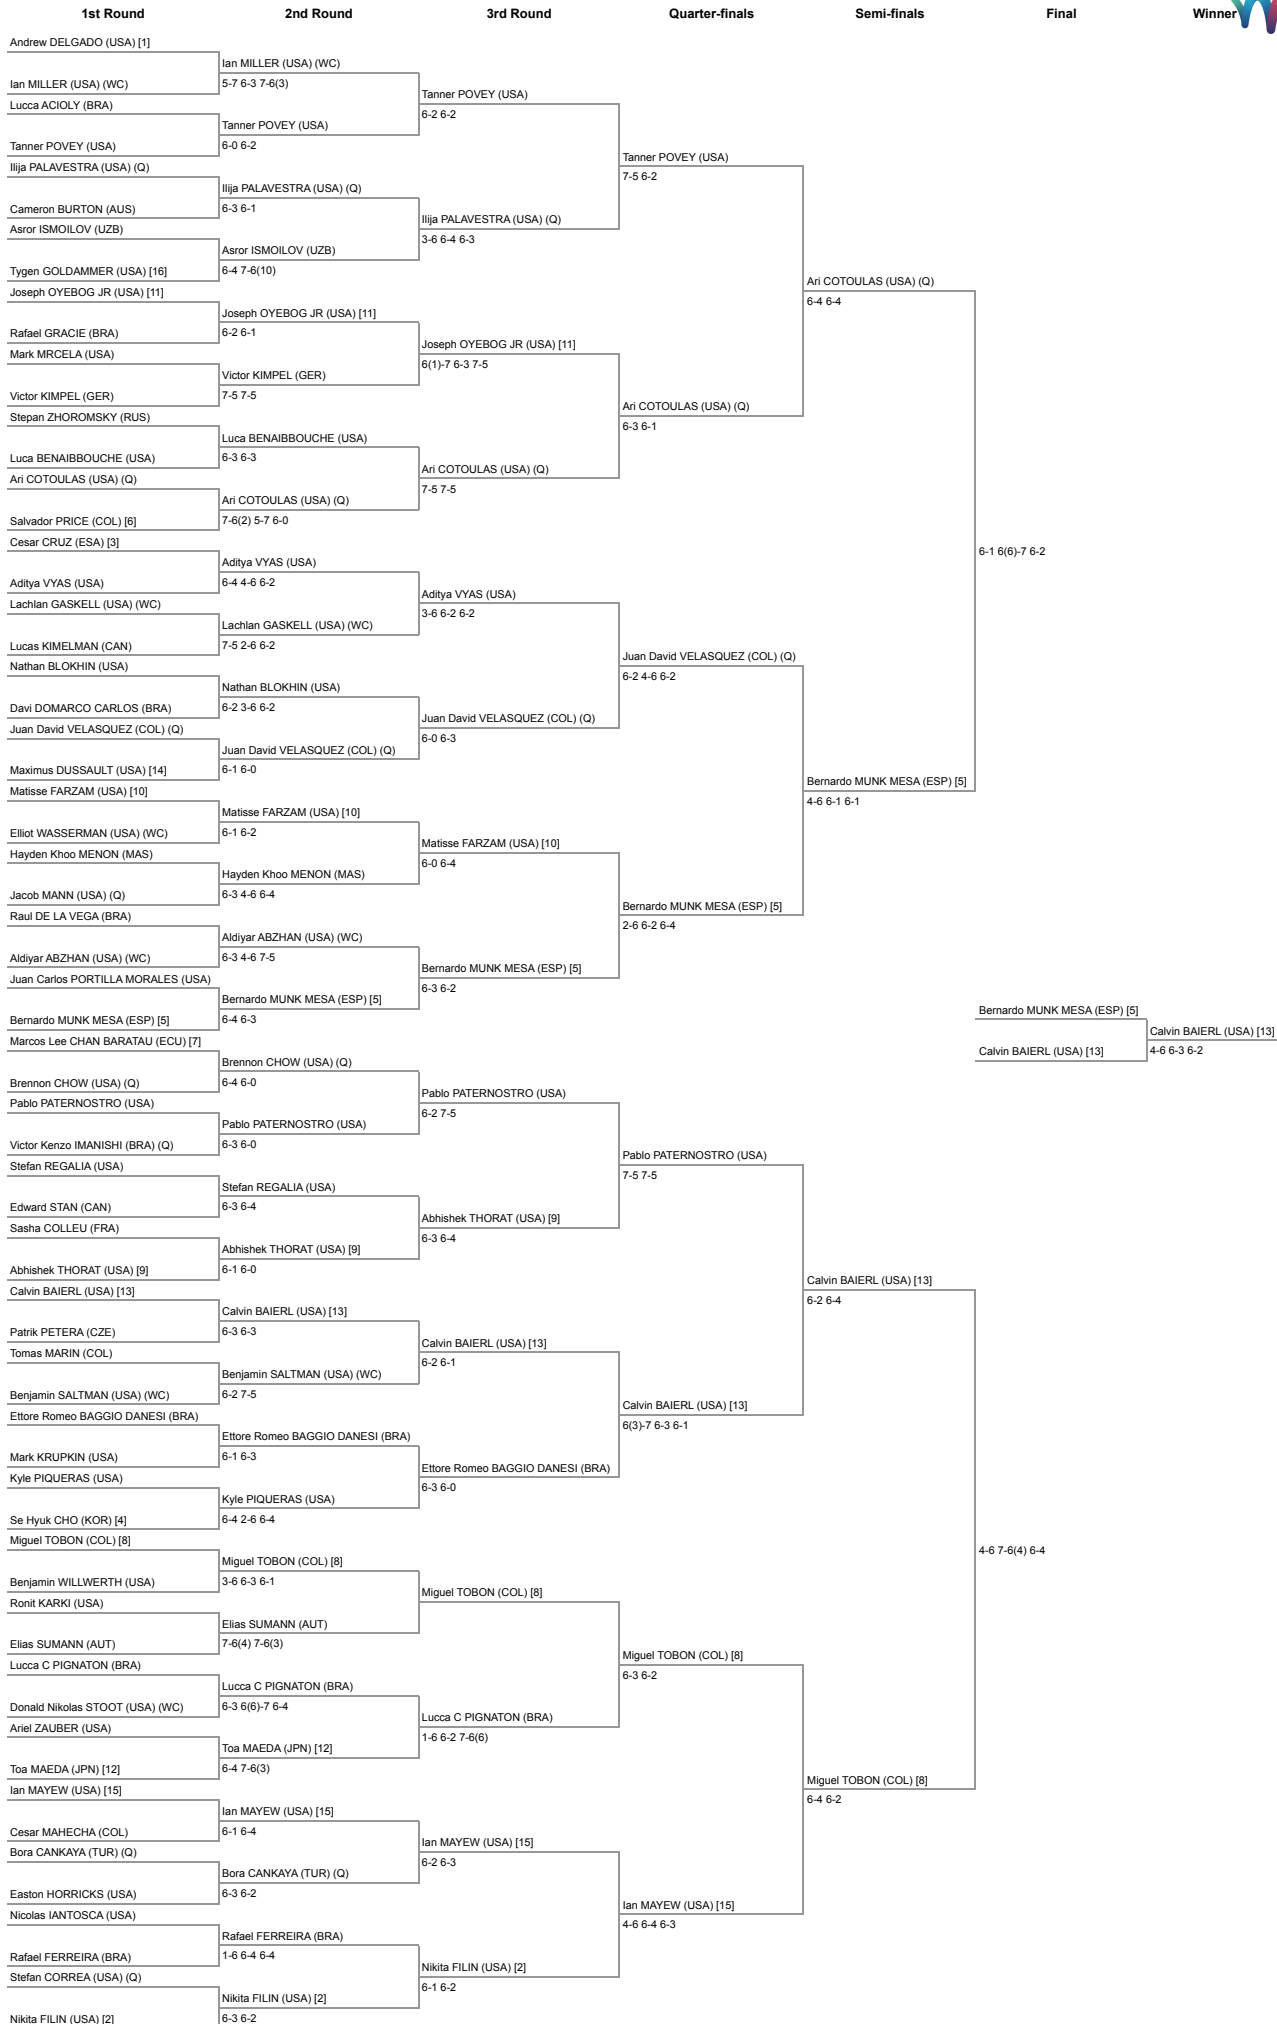 1st Round
2nd Round
3rd Round
Quarter-finals
Semi-finals
Final
Winner
Andrew DELGADO (USA) [1]
Ian MILLER (USA) (WC)
Lucca ACIOLY (BRA)
Tanner POVEY (USA)
Ilija PALAVESTRA (USA) (Q)
Cameron BURTON (AUS)
Asror ISMOILOV (UZB)
Tygen GOLDAMMER (USA) [16]
Joseph OYEBOG JR (USA) [11]
Rafael GRACIE (BRA)
Mark MRCELA (USA)
Victor KIMPEL (GER)
Stepan ZHOROMSKY (RUS)
Luca BENAIBBOUCHE (USA)
Ari COTOULAS (USA) (Q)
Salvador PRICE (COL) [6]
Cesar CRUZ (ESA) [3]
Aditya VYAS (USA)
Lachlan GASKELL (USA) (WC)
Lucas KIMELMAN (CAN)
Nathan BLOKHIN (USA)
Davi DOMARCO CARLOS (BRA)
Juan David VELASQUEZ (COL) (Q)
Maximus DUSSAULT (USA) [14]
Matisse FARZAM (USA) [10]
Elliot WASSERMAN (USA) (WC)
Hayden Khoo MENON (MAS)
Jacob MANN (USA) (Q)
Raul DE LA VEGA (BRA)
Aldiyar ABZHAN (USA) (WC)
Juan Carlos PORTILLA MORALES (USA)
Bernardo MUNK MESA (ESP) [5]
Marcos Lee CHAN BARATAU (ECU) [7]
Brennon CHOW (USA) (Q)
Pablo PATERNOSTRO (USA)
Victor Kenzo IMANISHI (BRA) (Q)
Stefan REGALIA (USA)
Edward STAN (CAN)
Sasha COLLEU (FRA)
Abhishek THORAT (USA) [9]
Calvin BAIERL (USA) [13]
Patrik PETERA (CZE)
Tomas MARIN (COL)
Benjamin SALTMAN (USA) (WC)
Ettore Romeo BAGGIO DANESI (BRA)
Mark KRUPKIN (USA)
Kyle PIQUERAS (USA)
Se Hyuk CHO (KOR) [4]
Miguel TOBON (COL) [8]
Benjamin WILLWERTH (USA)
Ronit KARKI (USA)
Elias SUMANN (AUT)
Lucca C PIGNATON (BRA)
Donald Nikolas STOOT (USA) (WC)
Ariel ZAUBER (USA)
Toa MAEDA (JPN) [12]
Ian MAYEW (USA) [15]
Cesar MAHECHA (COL)
Bora CANKAYA (TUR) (Q)
Easton HORRICKS (USA)
Nicolas IANTOSCA (USA)
Rafael FERREIRA (BRA)
Stefan CORREA (USA) (Q)
Nikita FILIN (USA) [2]
Ian MILLER (USA) (WC)
5-7 6-3 7-6(3)
Tanner POVEY (USA)
6-0 6-2
Ilija PALAVESTRA (USA) (Q)
6-3 6-1
Asror ISMOILOV (UZB)
6-4 7-6(10)
Joseph OYEBOG JR (USA) [11]
6-2 6-1
Victor KIMPEL (GER)
7-5 7-5
Luca BENAIBBOUCHE (USA)
6-3 6-3
Ari COTOULAS (USA) (Q)
7-6(2) 5-7 6-0
Aditya VYAS (USA)
6-4 4-6 6-2
Lachlan GASKELL (USA) (WC)
7-5 2-6 6-2
Nathan BLOKHIN (USA)
6-2 3-6 6-2
Juan David VELASQUEZ (COL) (Q)
6-1 6-0
Matisse FARZAM (USA) [10]
6-1 6-2
Hayden Khoo MENON (MAS)
6-3 4-6 6-4
Aldiyar ABZHAN (USA) (WC)
6-3 4-6 7-5
Bernardo MUNK MESA (ESP) [5]
6-4 6-3
Brennon CHOW (USA) (Q)
6-4 6-0
Pablo PATERNOSTRO (USA)
6-3 6-0
Stefan REGALIA (USA)
6-3 6-4
Abhishek THORAT (USA) [9]
6-1 6-0
Calvin BAIERL (USA) [13]
6-3 6-3
Benjamin SALTMAN (USA) (WC)
6-2 7-5
Ettore Romeo BAGGIO DANESI (BRA)
6-1 6-3
Kyle PIQUERAS (USA)
6-4 2-6 6-4
Miguel TOBON (COL) [8]
3-6 6-3 6-1
Elias SUMANN (AUT)
7-6(4) 7-6(3)
Lucca C PIGNATON (BRA)
6-3 6(6)-7 6-4
Toa MAEDA (JPN) [12]
6-4 7-6(3)
Ian MAYEW (USA) [15]
6-1 6-4
Bora CANKAYA (TUR) (Q)
6-3 6-2
Rafael FERREIRA (BRA)
1-6 6-4 6-4
Nikita FILIN (USA) [2]
6-3 6-2
Tanner POVEY (USA)
6-2 6-2
Ilija PALAVESTRA (USA) (Q)
3-6 6-4 6-3
Joseph OYEBOG JR (USA) [11]
6(1)-7 6-3 7-5
Ari COTOULAS (USA) (Q)
7-5 7-5
Aditya VYAS (USA)
3-6 6-2 6-2
Juan David VELASQUEZ (COL) (Q)
6-0 6-3
Matisse FARZAM (USA) [10]
6-0 6-4
Bernardo MUNK MESA (ESP) [5]
6-3 6-2
Pablo PATERNOSTRO (USA)
6-2 7-5
Abhishek THORAT (USA) [9]
6-3 6-4
Calvin BAIERL (USA) [13]
6-2 6-1
Ettore Romeo BAGGIO DANESI (BRA)
6-3 6-0
Miguel TOBON (COL) [8]
Lucca C PIGNATON (BRA)
1-6 6-2 7-6(6)
Ian MAYEW (USA) [15]
6-2 6-3
Nikita FILIN (USA) [2]
6-1 6-2
Tanner POVEY (USA)
7-5 6-2
Ari COTOULAS (USA) (Q)
6-3 6-1
Juan David VELASQUEZ (COL) (Q)
6-2 4-6 6-2
Bernardo MUNK MESA (ESP) [5]
2-6 6-2 6-4
Pablo PATERNOSTRO (USA)
7-5 7-5
Calvin BAIERL (USA) [13]
6(3)-7 6-3 6-1
Miguel TOBON (COL) [8]
6-3 6-2
Ian MAYEW (USA) [15]
4-6 6-4 6-3
Ari COTOULAS (USA) (Q)
6-4 6-4
Bernardo MUNK MESA (ESP) [5]
4-6 6-1 6-1
Calvin BAIERL (USA) [13]
6-2 6-4
Miguel TOBON (COL) [8]
6-4 6-2
6-1 6(6)-7 6-2
Bernardo MUNK MESA (ESP) [5]
Calvin BAIERL (USA) [13]
4-6 7-6(4) 6-4
Calvin BAIERL (USA) [13]
4-6 6-3 6-2